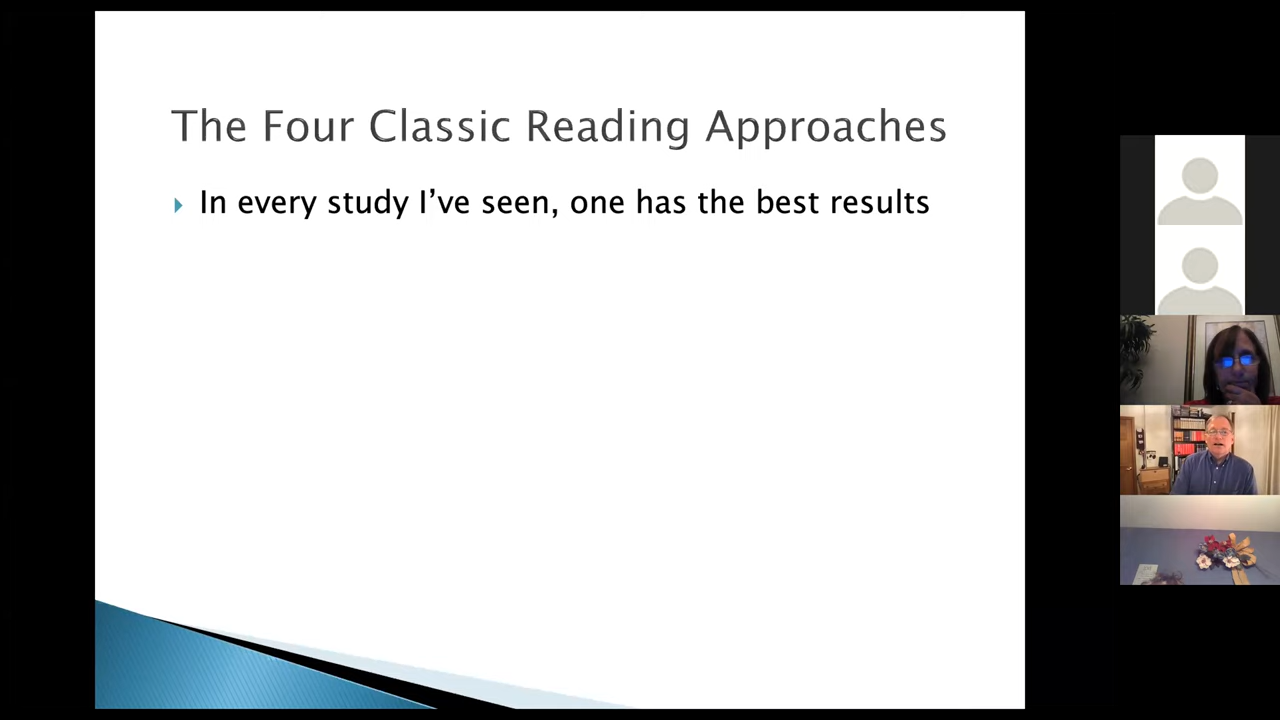 The Four Classic Reading Approaches
In every study I’ve seen, one has the best results